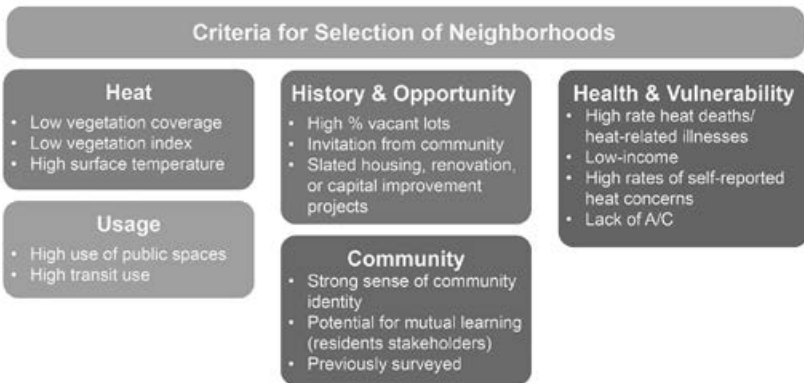 Criteria for Selection of Neighborhoods
Heat
• Low vegetation coverage
• Low vegetation index
• High surface temperature
Usage
• High use of public spaces
• High transit use
History & Opportunity
• High % vacant lots
• Invitation from community
• Slated housing, renovation,
or capital improvement
projects
Community
• Strong sense of community
identity
• Potential for mutual learning
(residents stakeholders)
• Previously surveyed
Health & Vulnerability
• High rate heat deaths/
heat-related illnesses
• Low-income
• High rates of self-reported
heat concerns
• Lack of A/C